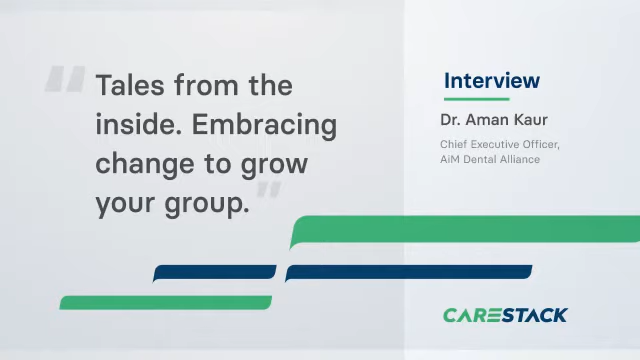 “Tales from the
inside. Embracing
change to grow
your group.”
Interview
Dr. Aman Kaur
Chief Executive Officer,
AiM Dental Alliance
CARESTACK